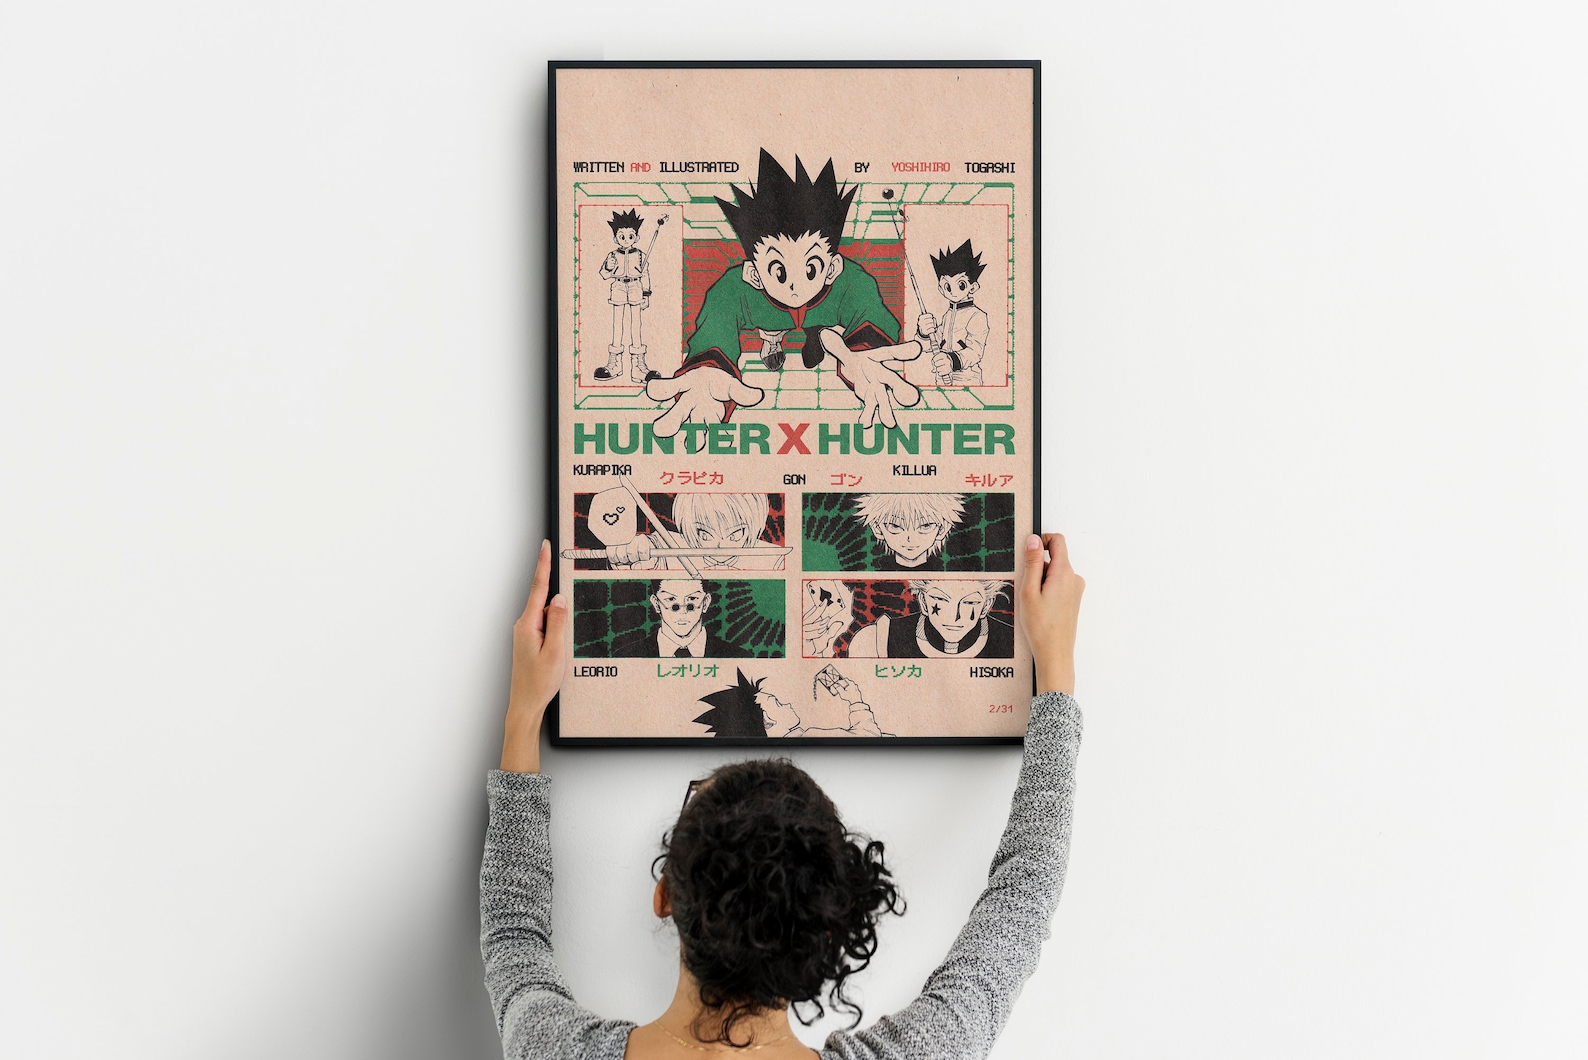 WRITTEN AND ILLUSTRATED BY YOSHIHIRO TOGASHI
HUNTER X HUNTER
KURAPIKA クラピカ GON ゴン KILLUA キルア
LEORIO レオリオ ヒソカ HISOKA
2/31